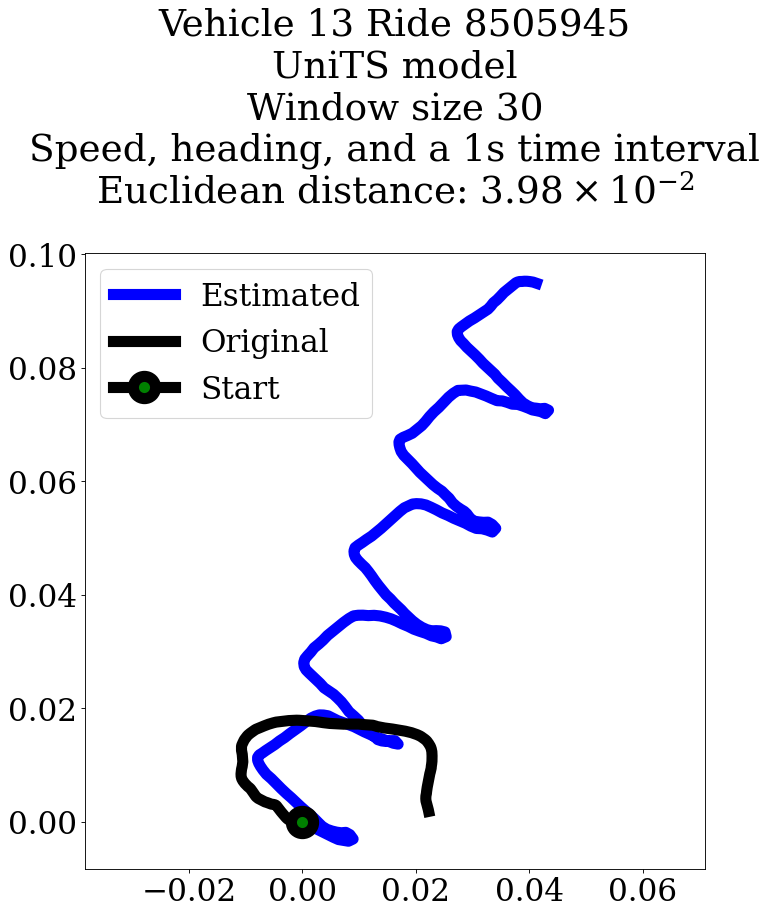 Vehicle 13 Ride 8505945
UniTS model
Window size 30
Speed, heading, and a 1s time interval
Euclidean distance: 3.98 × 10⁻²
0.10
0.08
0.06
0.04
0.02
0.00
Estimated
Original
Start
−0.02 0.00 0.02 0.04 0.06